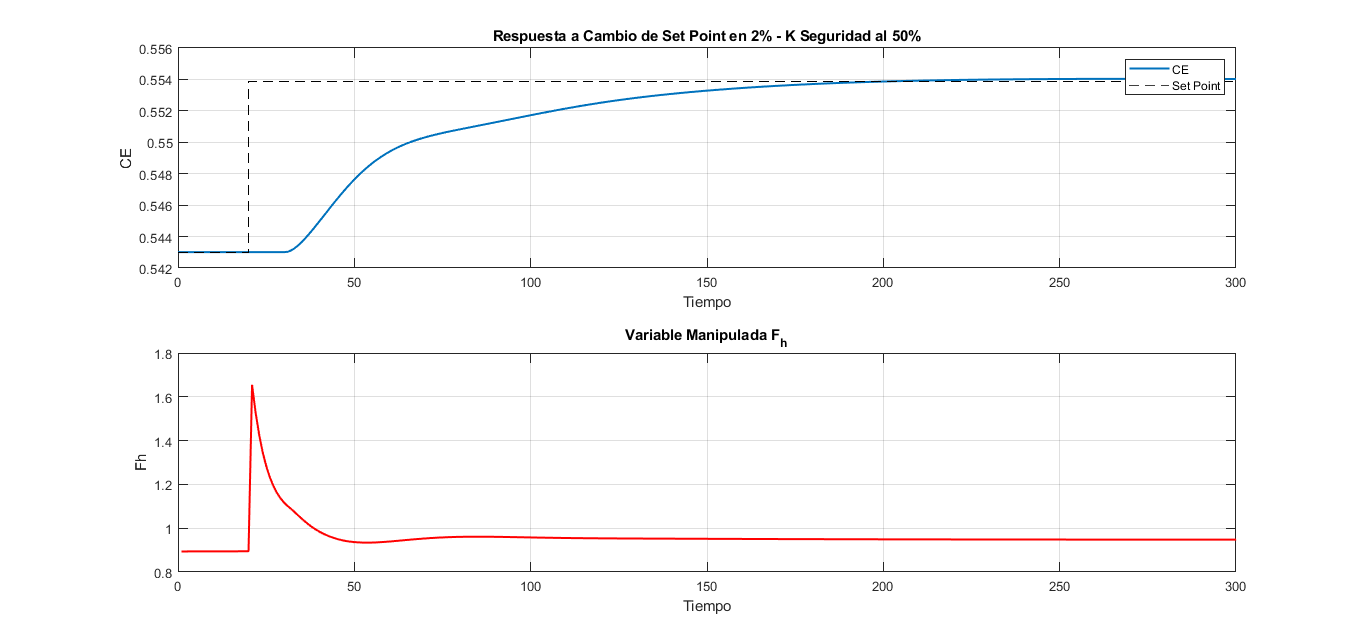 Respuesta a Cambio de Set Point en 2% - K Seguridad al 50%
0.556
0.554
0.552
0.55
0.548
0.546
0.544
0.542
CE
CE
Set Point
0 50 100 150 200 250 300
Tiempo
Variable Manipulada Fh
1.8
1.6
1.4
1.2
1
0.8
Fh
0 50 100 150 200 250 300
Tiempo